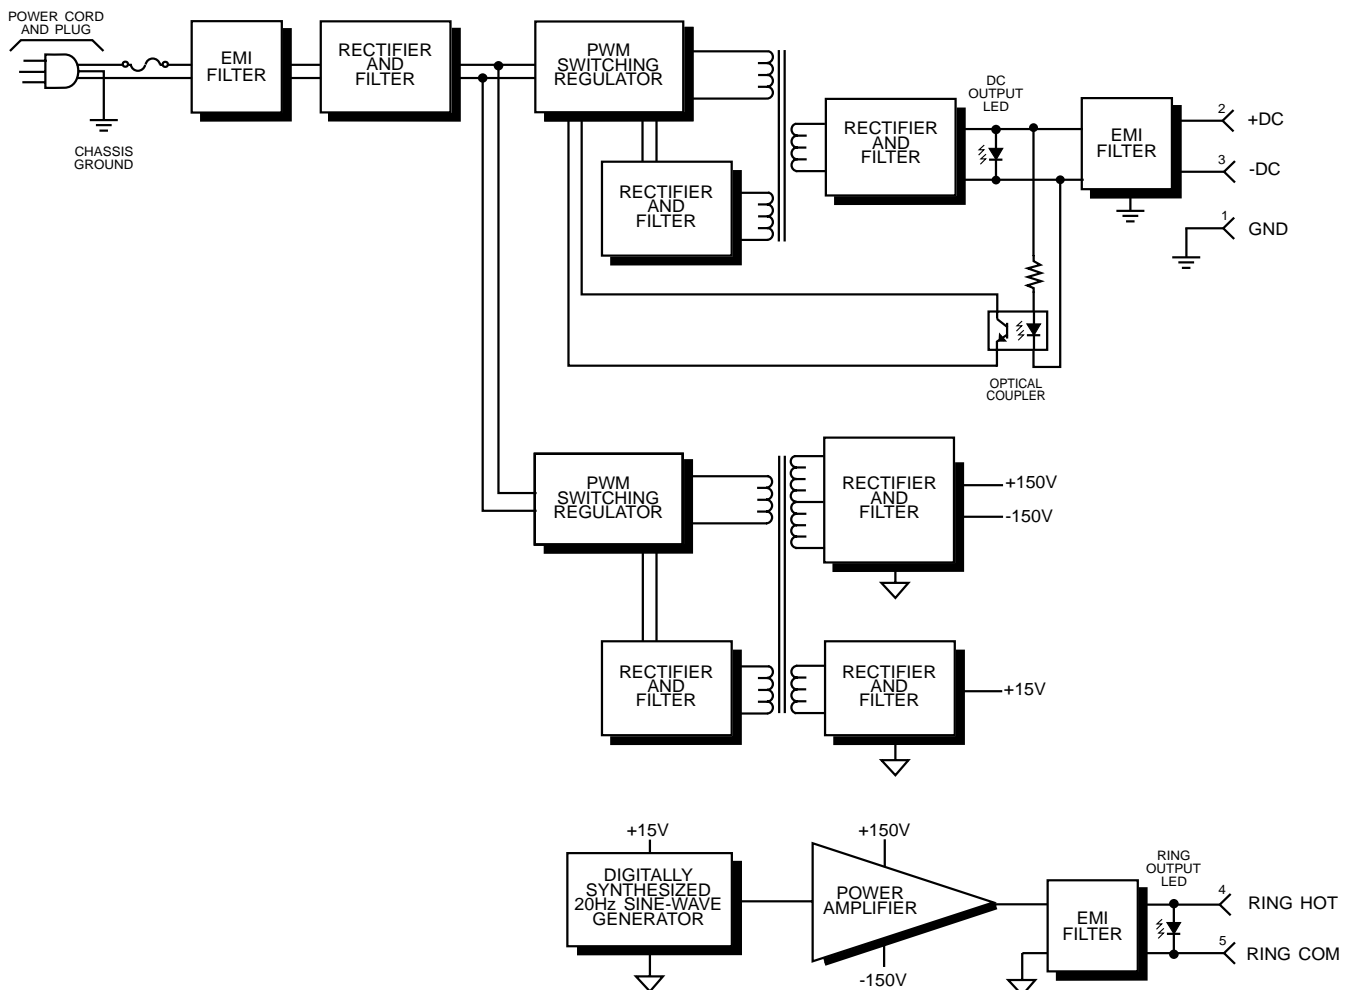 POWER CORD
AND PLUG
CHASSIS
GROUND
EMI
FILTER
RECTIFIER
AND
FILTER
PWM
SWITCHING
REGULATOR
RECTIFIER
AND
FILTER
RECTIFIER
AND
FILTER
DC
OUTPUT
LED
EMI
FILTER
2
+DC
3
-DC
1
GND
OPTICAL
COUPLER
PWM
SWITCHING
REGULATOR
RECTIFIER
AND
FILTER
+150V
-150V
RECTIFIER
AND
FILTER
RECTIFIER
AND
FILTER
+15V
+15V
DIGITALLY
SYNTHESIZED
20Hz SINE-WAVE
GENERATOR
+150V
POWER
AMPLIFIER
-150V
EMI
FILTER
RING
OUTPUT
LED
4
RING HOT
5
RING COM